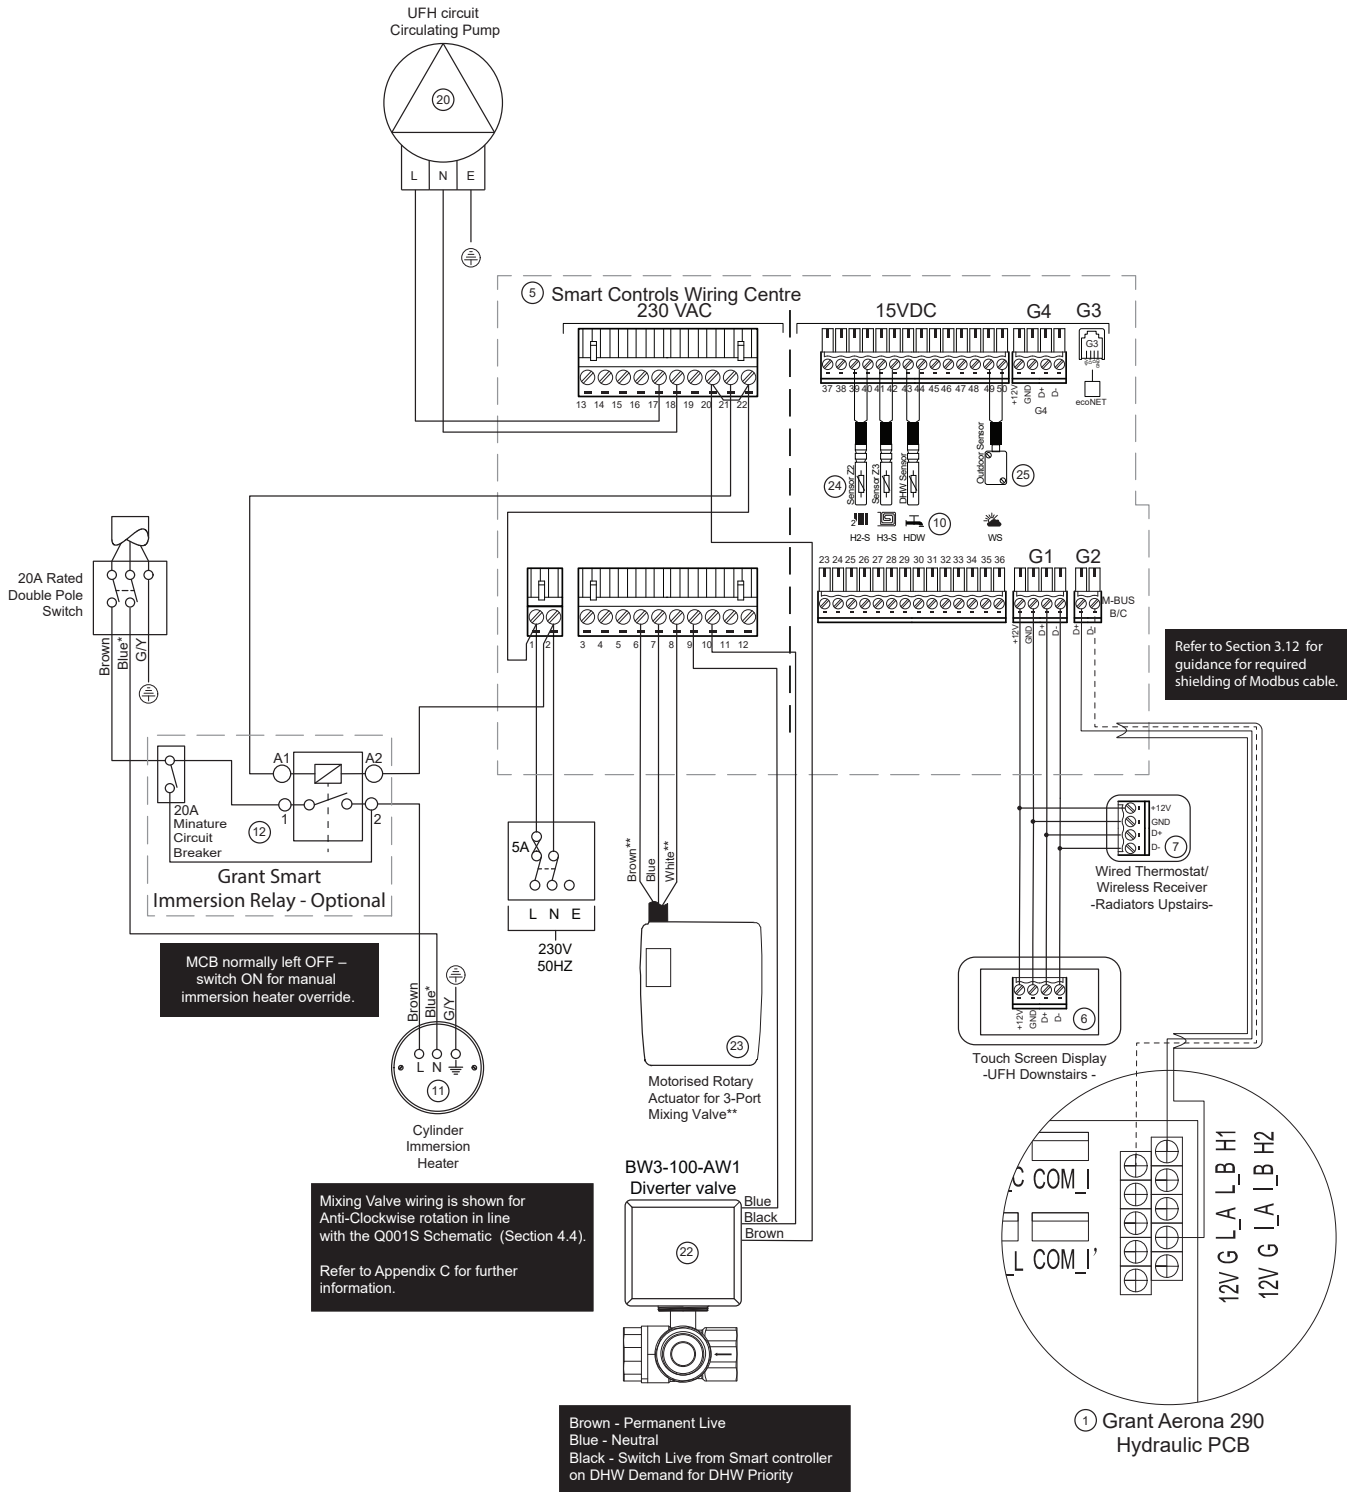 UFH circuit
Circulating Pump
20
L N E
5 Smart Controls Wiring Centre
230 VAC
15VDC
G4 G3
G3
13 14 15 16 17 18 19 20 21 22
37 38 39 40 41 42 43 44 45 46 47 48 49 50
+12V GND D+ D-
G4
ecoNET
Sensor Z2
Sensor Z3
DHW Sensor
Outdoor Sensor
24
25
10
2
H2-S H3-S HDW WS
23 24 25 26 27 28 29 30 31 32 33 34 35 36
G1 G2
M-BUS
B/C
+12V GND D+ D- D+ D-
1 2 3 4 5 6 7 8 9 10 11 12
20A Rated
Double Pole
Switch
Brown
Blue*
G/Y
A1 A2
1 2
12
20A
Minature
Circuit
Breaker
Grant Smart
Immersion Relay - Optional
MCB normally left OFF –
switch ON for manual
immersion heater override.
Brown
Blue*
G/Y
L N
11
Cylinder
Immersion
Heater
5A
L N E
230V
50HZ
Brown**
Blue
White**
23
Motorised Rotary
Actuator for 3-Port
Mixing Valve**
Refer to Section 3.12 for
guidance for required
shielding of Modbus cable.
+12V
GND
D+
D-
7
Wired Thermostat/
Wireless Receiver
-Radiators Upstairs-
+12V GND D+ D-
6
Touch Screen Display
-UFH Downstairs -
BW3-100-AW1
Diverter valve
Blue
Black
Brown
22
Mixing Valve wiring is shown for
Anti-Clockwise rotation in line
with the Q001S Schematic (Section 4.4).
Refer to Appendix C for further
information.
Brown - Permanent Live
Blue - Neutral
Black - Switch Live from Smart controller
on DHW Demand for DHW Priority
_C COM_I
_L COM_I'
12V G L_A L_B H1
12V G I_A I_B H2
1 Grant Aerona 290
Hydraulic PCB